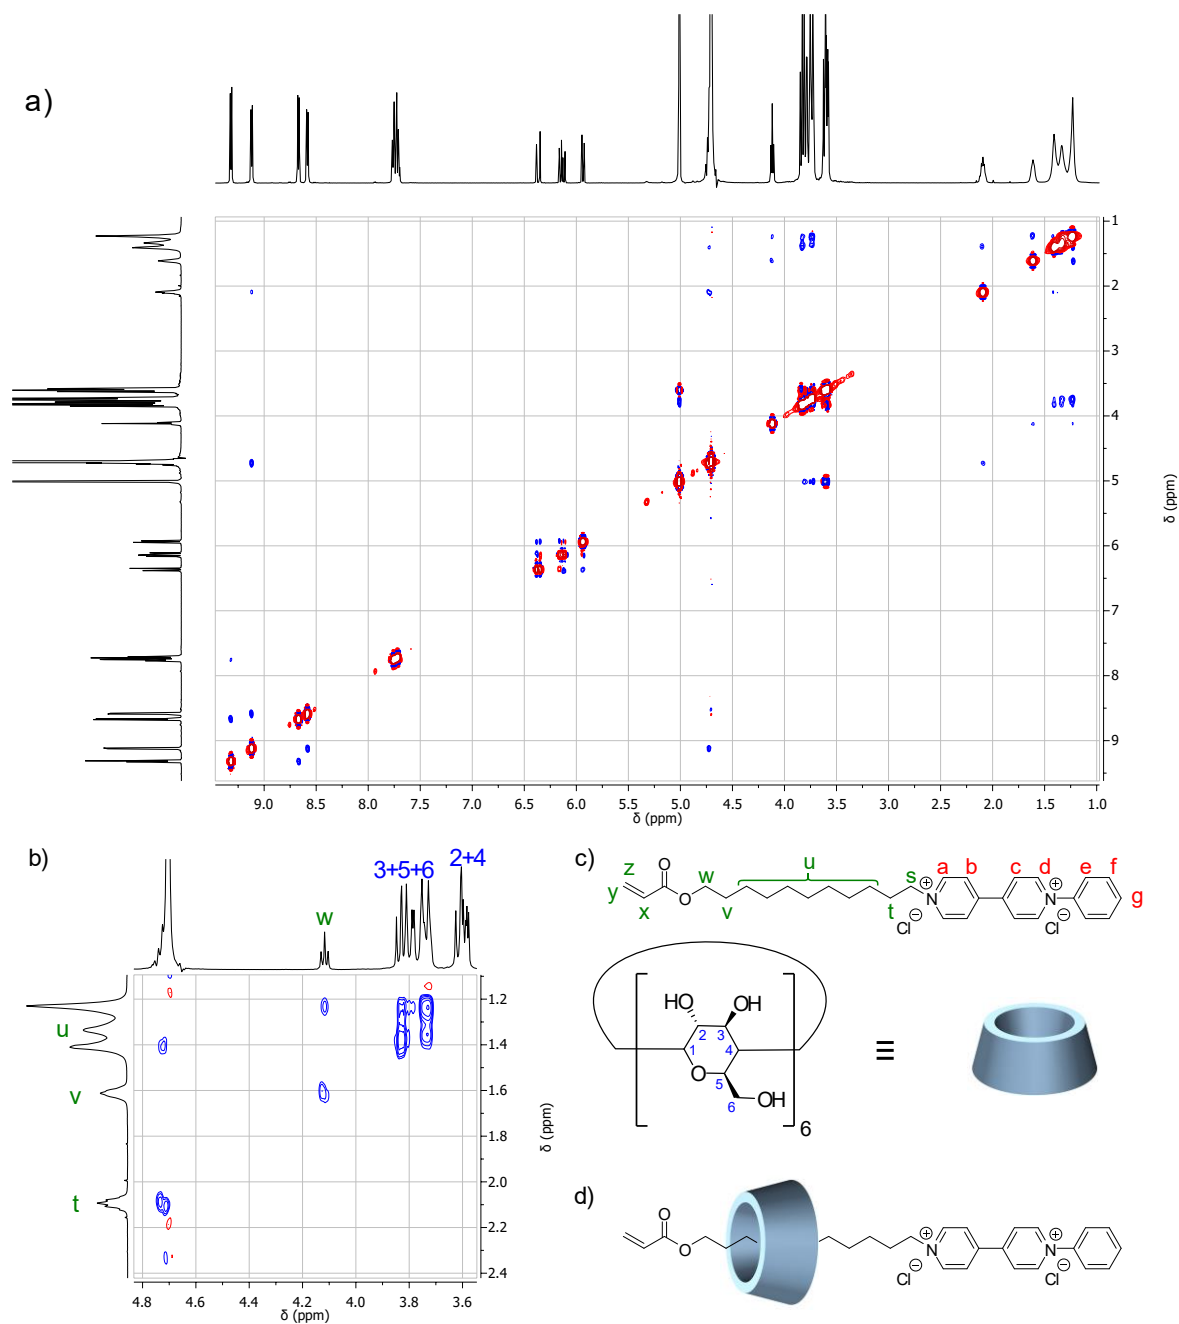 a)
1
2
3
4
5
6
7
8
9
δ (ppm)
9.0 8.5 8.0 7.5 7.0 6.5 6.0 5.5 5.0 4.5 4.0 3.5 3.0 2.5 2.0 1.5 1.0
δ (ppm)
b)
3+5+6 2+4
w
u
v
t
1.2
1.4
1.6
1.8
2.0
2.2
2.4
δ (ppm)
4.8 4.6 4.4 4.2 4.0 3.8 3.6
δ (ppm)
c)
z O w u s a b c d e f
y x O v t N + Cl ⊖ N + Cl ⊖ g
HO OH
2 3
1 4
O 5
6 OH
6
≡
d)
O
O N + Cl ⊖ N + Cl ⊖